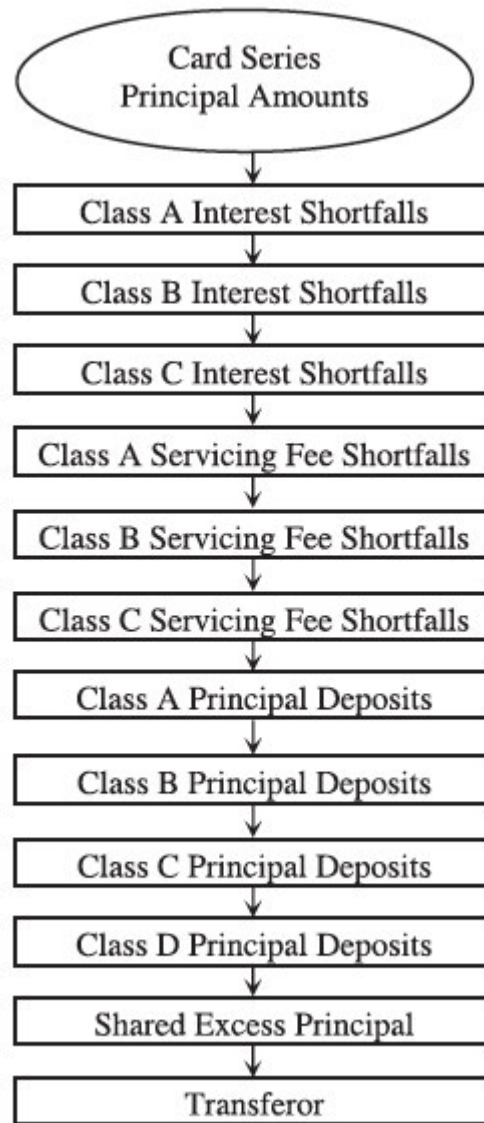 Card Series
Principal Amounts
Class A Interest Shortfalls
Class B Interest Shortfalls
Class C Interest Shortfalls
Class A Servicing Fee Shortfalls
Class B Servicing Fee Shortfalls
Class C Servicing Fee Shortfalls
Class A Principal Deposits
Class B Principal Deposits
Class C Principal Deposits
Class D Principal Deposits
Shared Excess Principal
Transferor